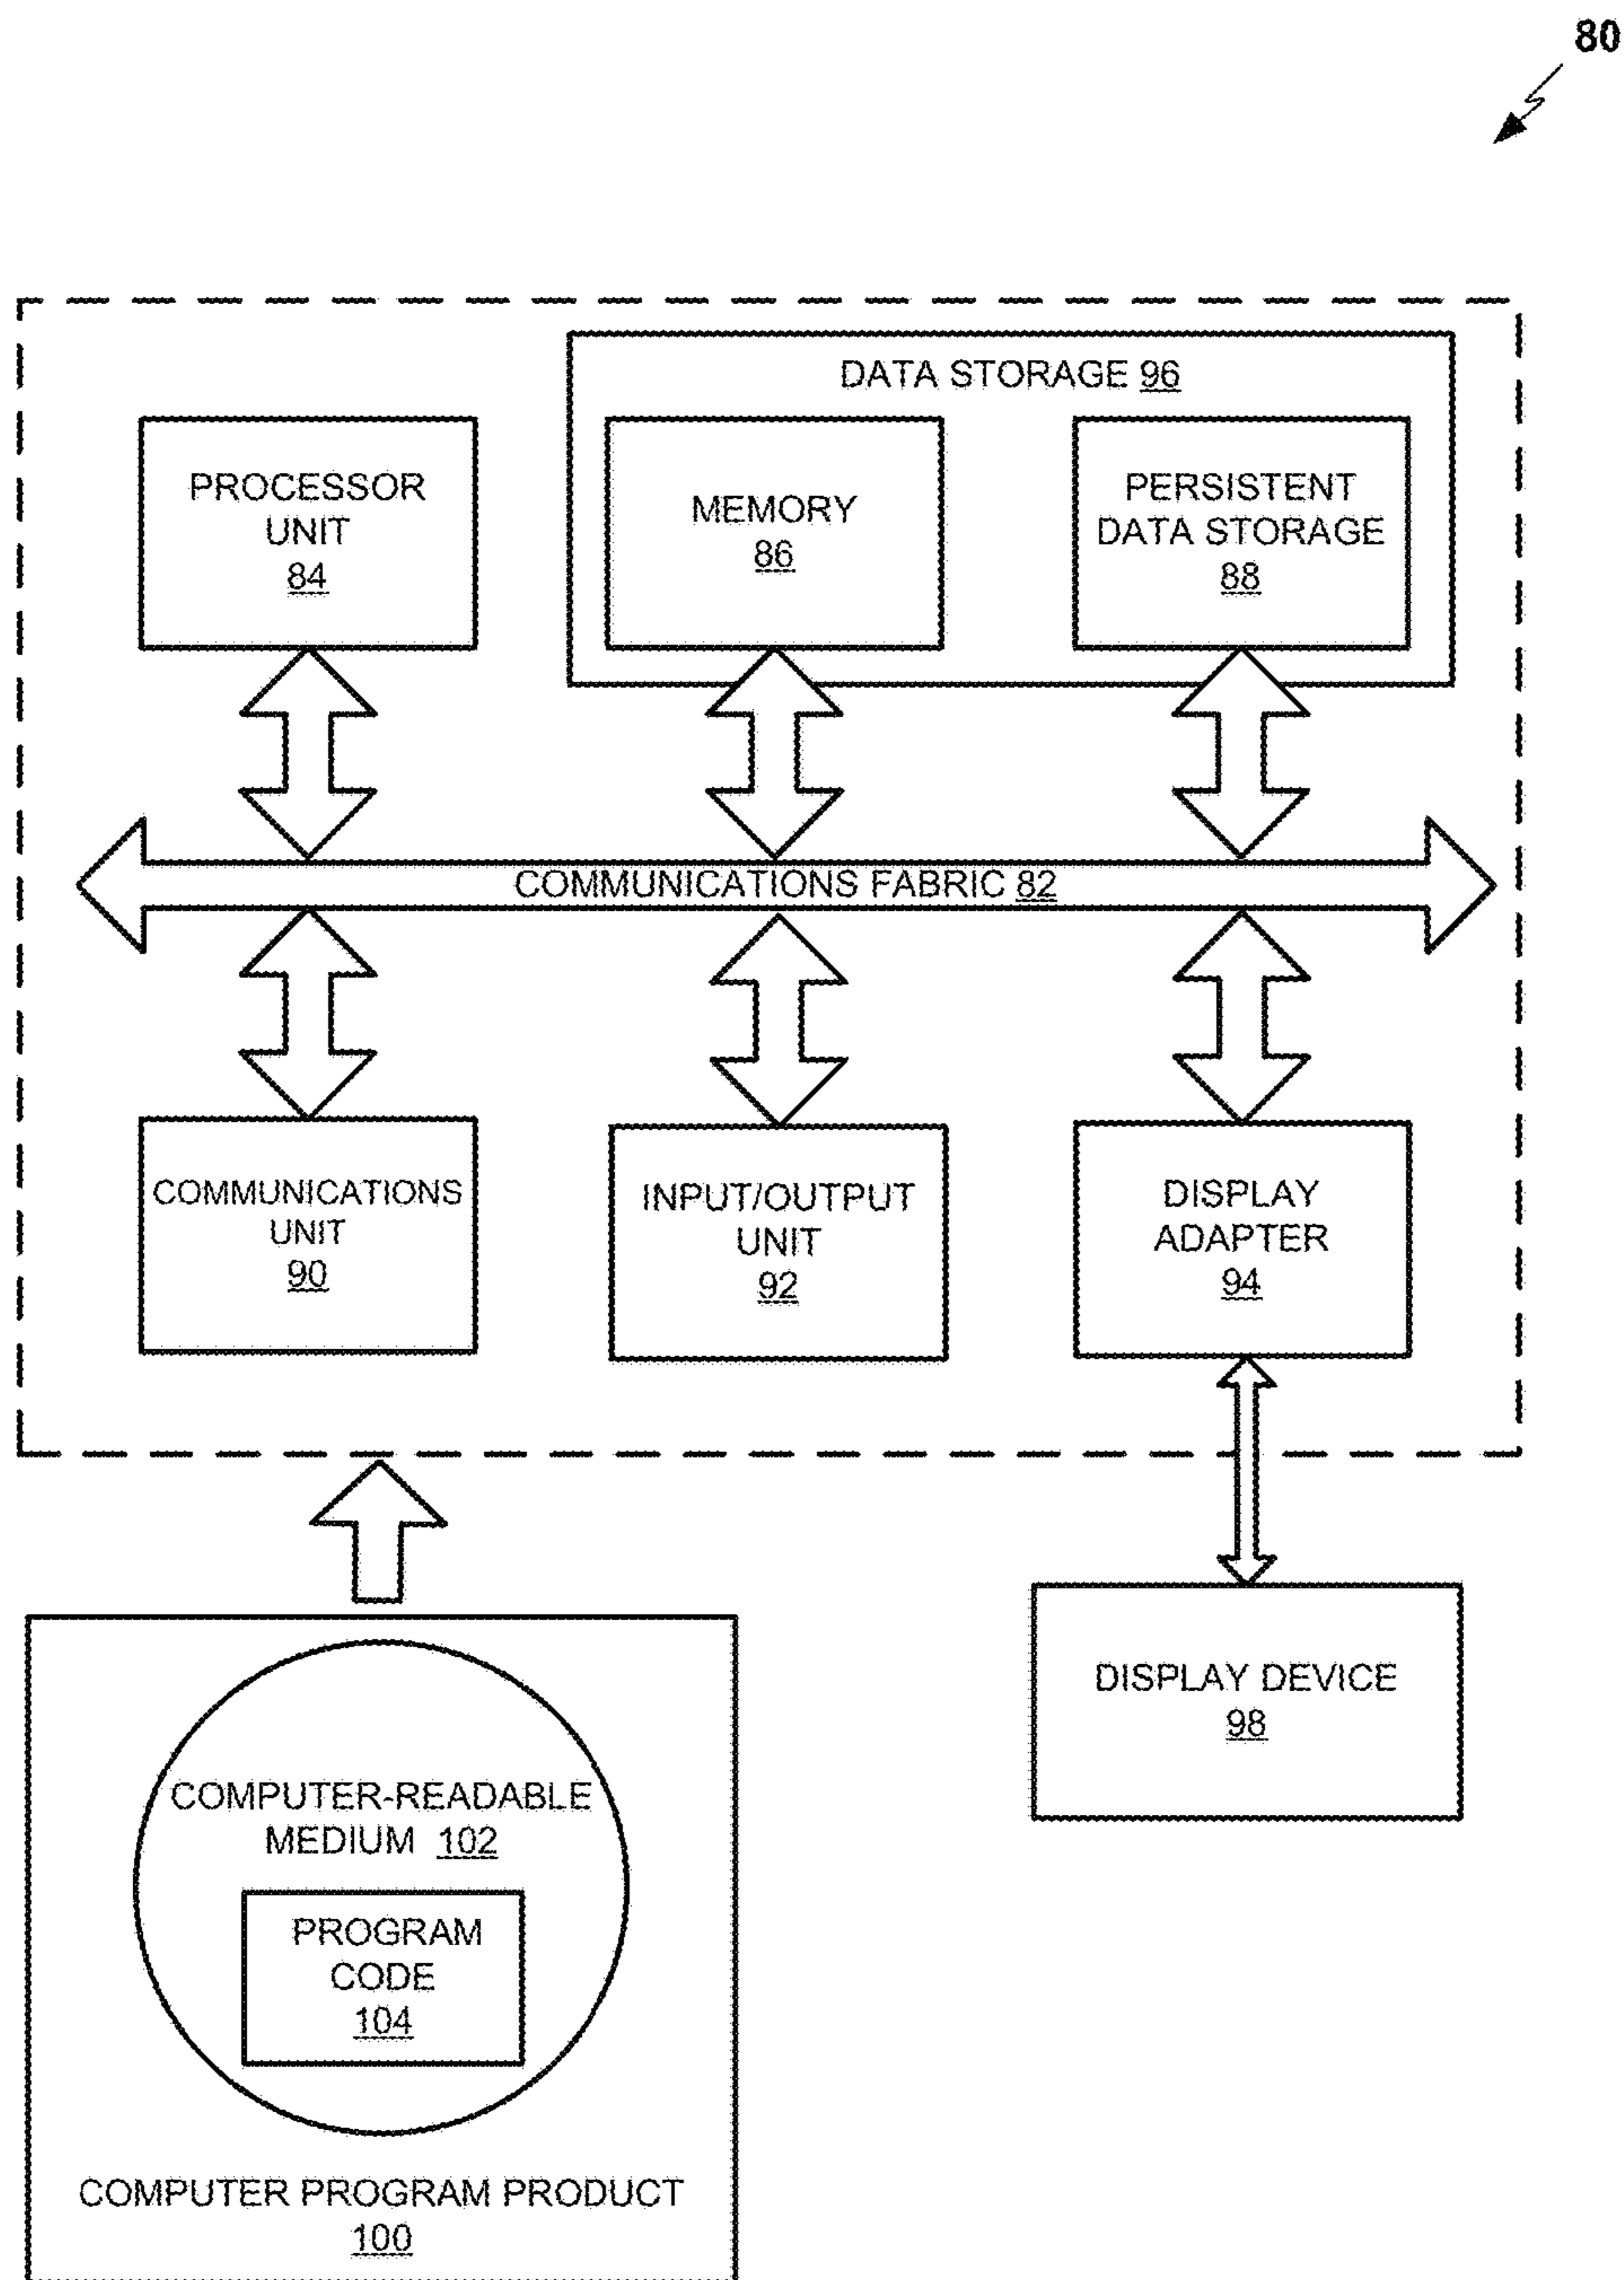 80
DATA STORAGE 96
PROCESSOR
UNIT
84
MEMORY
86
PERSISTENT
DATA STORAGE
88
COMMUNICATIONS FABRIC 82
COMMUNICATIONS
UNIT
90
INPUT/OUTPUT
UNIT
92
DISPLAY
ADAPTER
94
DISPLAY DEVICE
98
COMPUTER-READABLE
MEDIUM 102
PROGRAM
CODE
104
COMPUTER PROGRAM PRODUCT
100